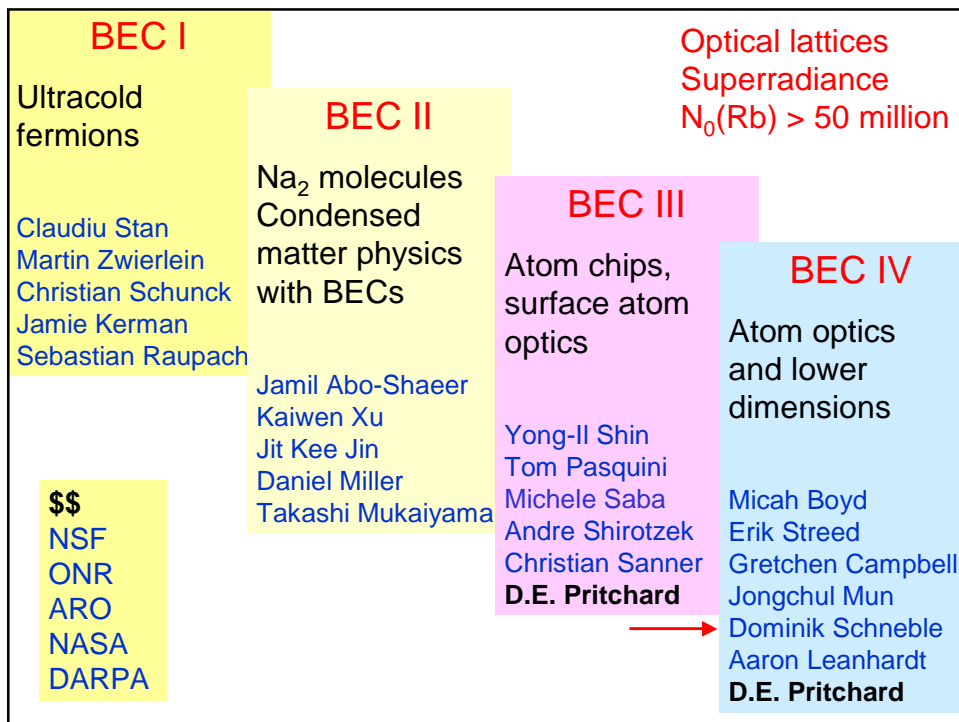 BEC I
Ultracold
fermions
Claudiu Stan
Martin Zwierlein
Christian Schunck
Jamie Kerman
Sebastian Raupach
BEC II
Na₂ molecules
Condensed
matter physics
with BECs
Jamil Abo-Shaeer
Kaiwen Xu
Jit Kee Jin
Daniel Miller
Takashi Mukaiyama
BEC III
Atom chips,
surface atom
optics
Yong-Il Shin
Tom Pasquini
Michele Saba
Andre Shirotzek
Christian Sanner
D.E. Pritchard
Optical lattices
Superradiance
N₀(Rb) > 50 million
BEC IV
Atom optics
and lower
dimensions
Micah Boyd
Erik Streed
Gretchen Campbell
Jongchul Mun
Dominik Schneble
Aaron Leanhardt
D.E. Pritchard
$$
NSF
ONR
ARO
NASA
DARPA